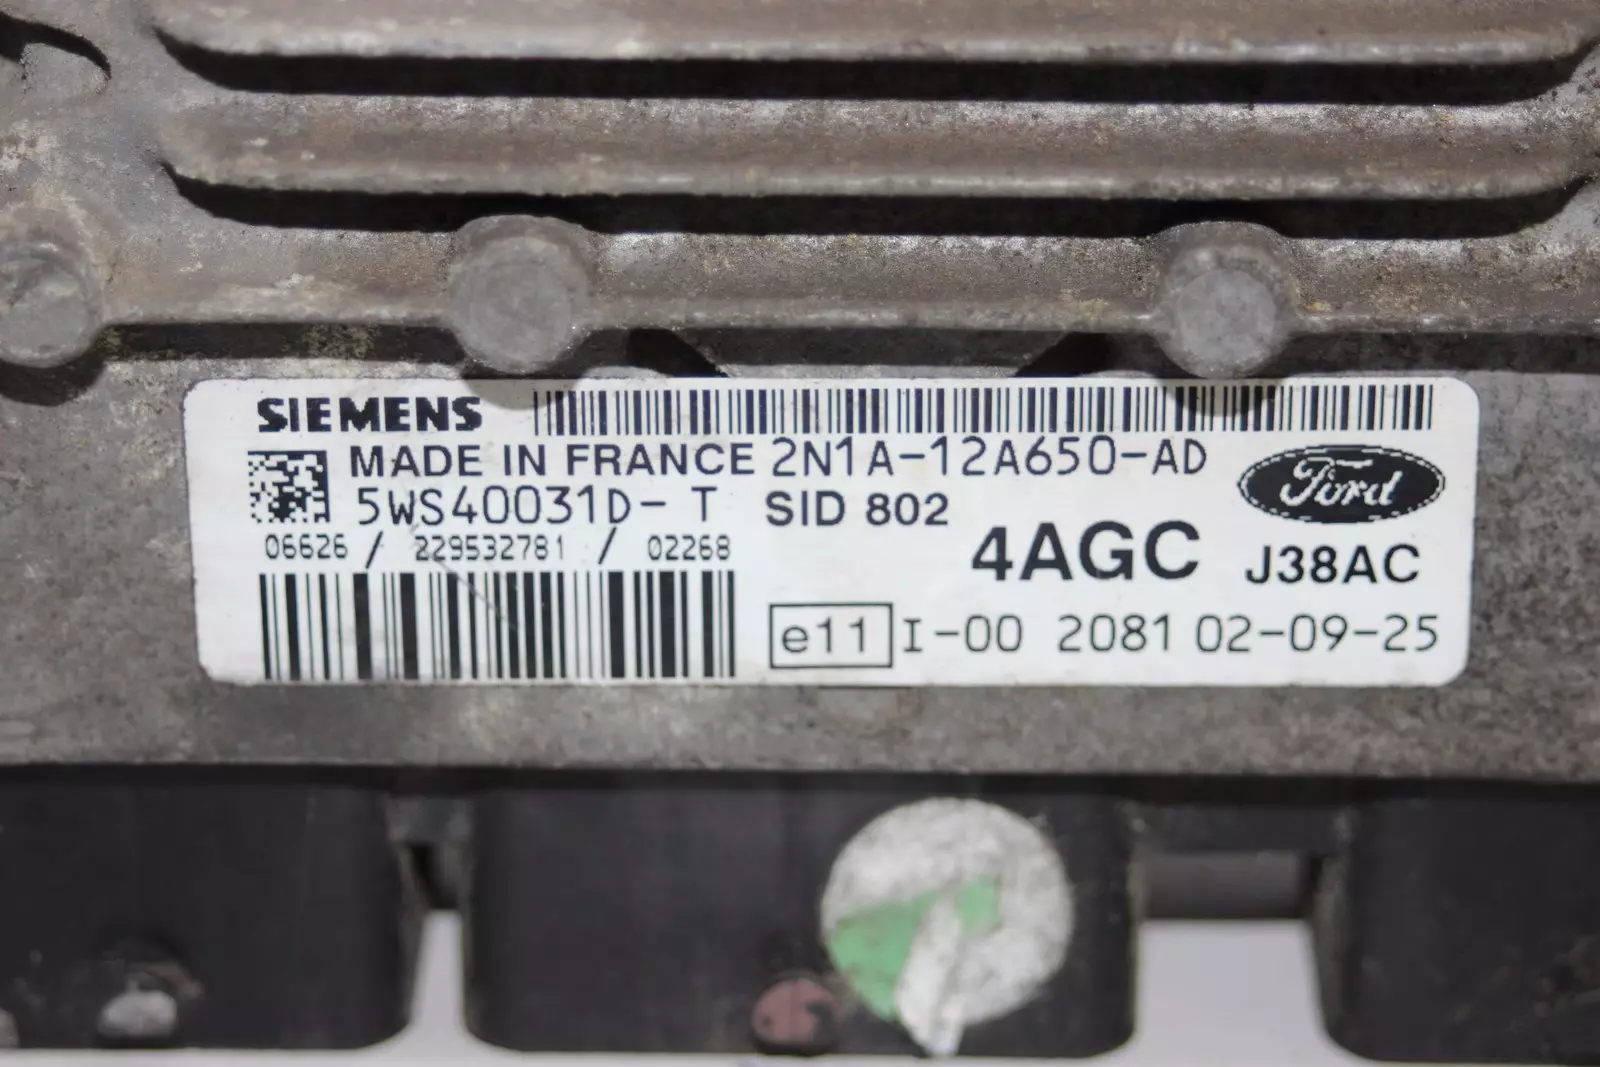 SIEMENS
MADE IN FRANCE 2N1A-12A650-AD
Ford
5WS40031D- T SID 802
06626 / 229532781 / 02268
4AGC J38AC
e11 I-00 2081 02-09-25